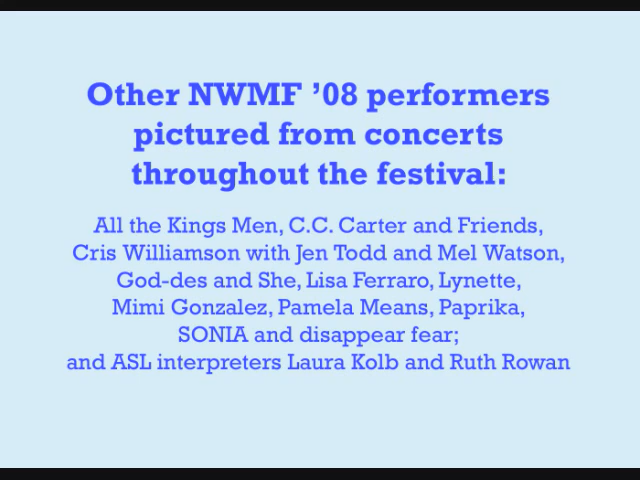 Other NWMF ’08 performers
pictured from concerts
throughout the festival:
All the Kings Men, C.C. Carter and Friends,
Cris Williamson with Jen Todd and Mel Watson,
God-des and She, Lisa Ferraro, Lynette,
Mimi Gonzalez, Pamela Means, Paprika,
SONIA and disappear fear;
and ASL interpreters Laura Kolb and Ruth Rowan